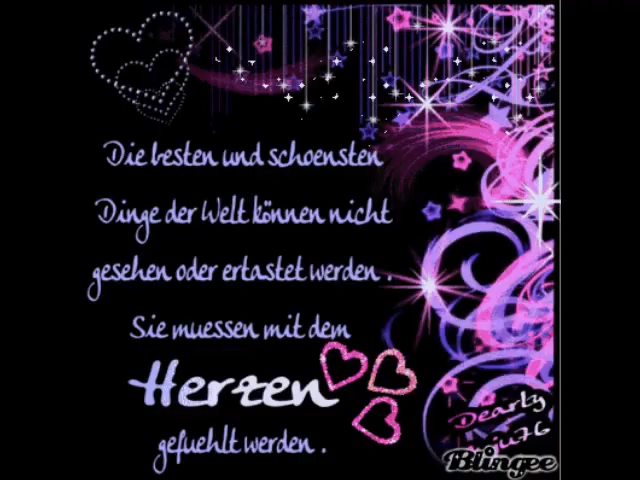 Die besten und schoensten
Dinge der Welt können nicht
gesehen oder ertastet werden .
Sie muessen mit dem
Herzen
gefuehlt werden .
Dearly
Blingee